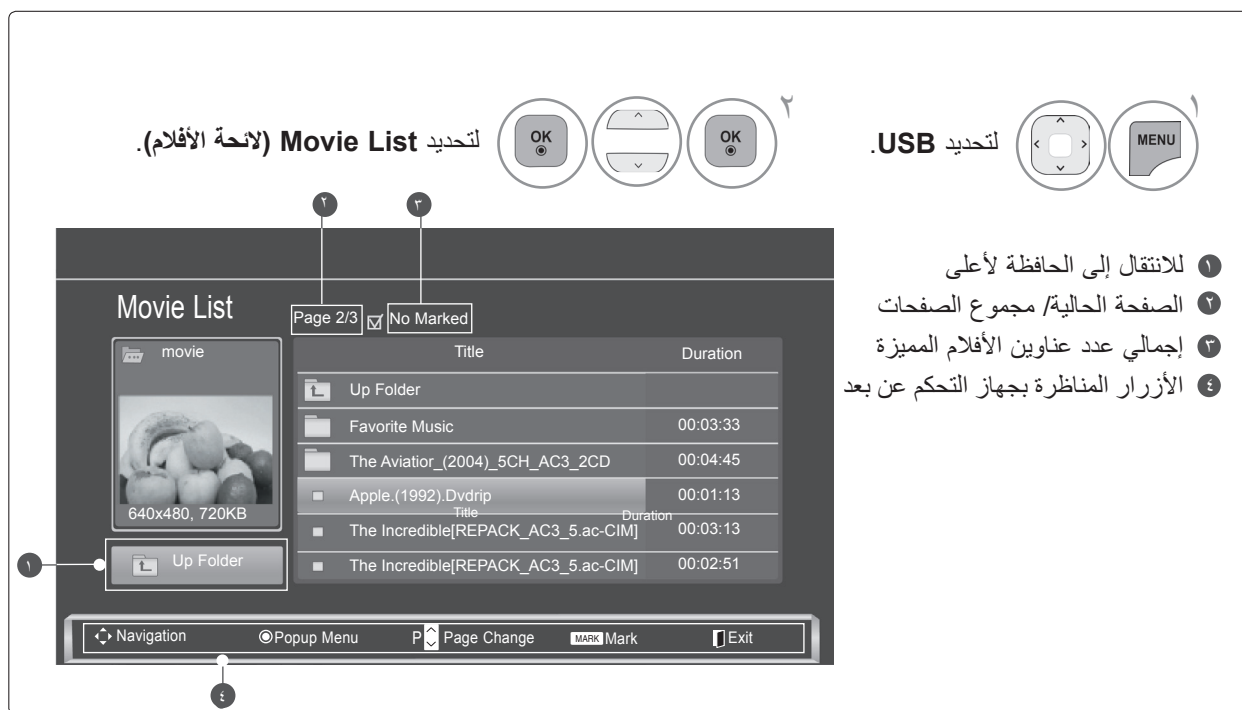 ١
MENU
لتحديد USB.
٢
OK
OK
لتحديد Movie List (لائحة الأفلام).
١ للانتقال إلى الحافظة لأعلى
٢ الصفحة الحالية/ مجموع الصفحات
٣ إجمالي عدد عناوين الأفلام المميزة
٤ الأزرار المناظرة بجهاز التحكم عن بعد
٢ ٣
Movie List
Page 2/3 No Marked
movie
640x480, 720KB
١
Up Folder
Title Duration
Up Folder
Favorite Music 00:03:33
The Aviatior_(2004)_5CH_AC3_2CD 00:04:45
Apple.(1992).Dvdrip 00:01:13
Title Duration
The Incredible[REPACK_AC3_5.ac-CIM] 00:03:13
The Incredible[REPACK_AC3_5.ac-CIM] 00:02:51
Navigation Popup Menu P Page Change MARK Mark Exit
٤